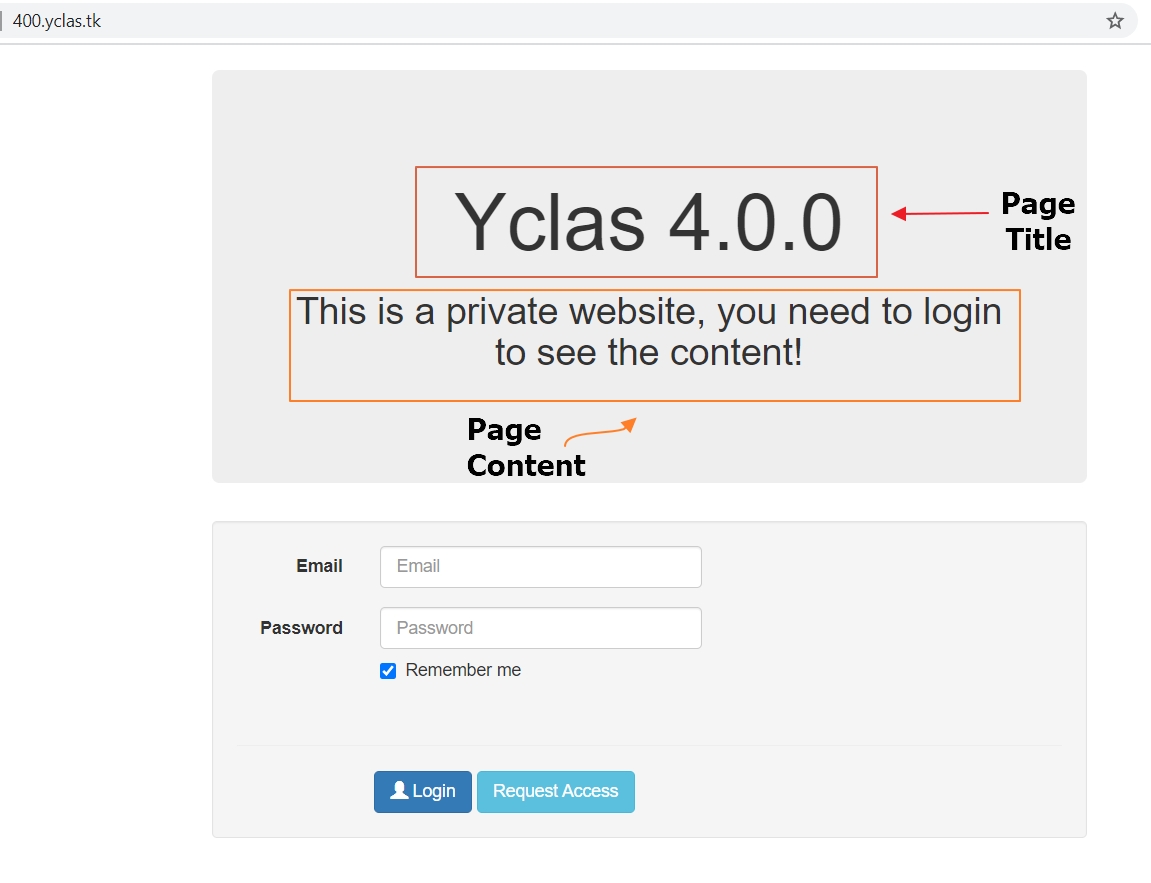 400.yclas.tk
Yclas 4.0.0
Page
Title
This is a private website, you need to login
to see the content!
Page
Content
Email
Email
Password
Password
Remember me
Login
Request Access